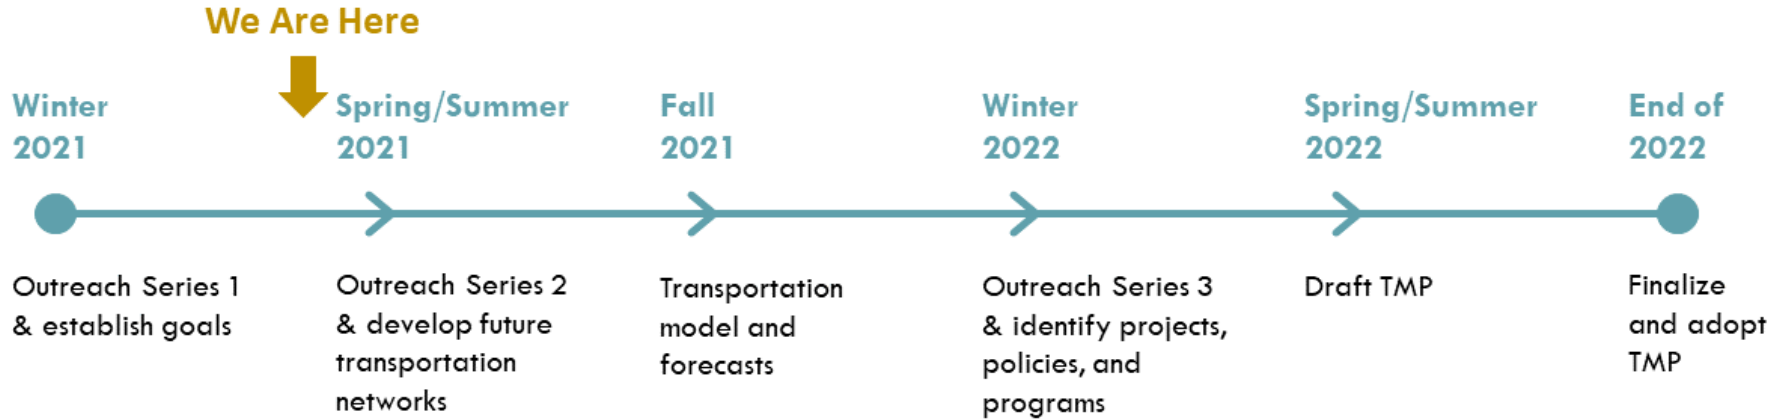 We Are Here
Winter
2021
Spring/Summer
2021
Fall
2021
Winter
2022
Spring/Summer
2022
End of
2022
Outreach Series 1
& establish goals
Outreach Series 2
& develop future
transportation
networks
Transportation
model and
forecasts
Outreach Series 3
& identify projects,
policies, and
programs
Draft TMP
Finalize
and adopt
TMP